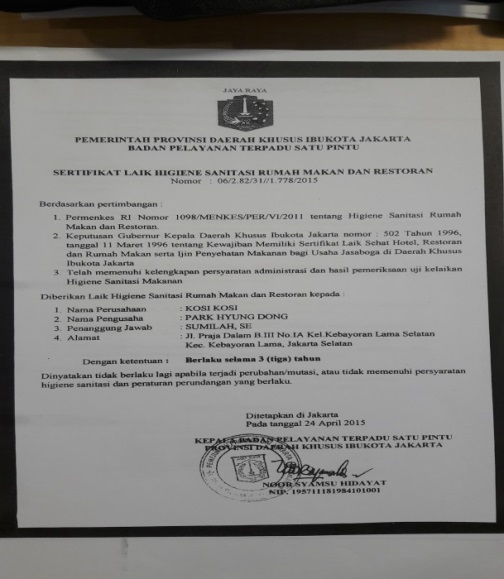 JAYA RAYA
PEMERINTAH PROVINSI DAERAH KHUSUS IBUKOTA JAKARTA
BADAN PELAYANAN TERPADU SATU PINTU
SERTIFIKAT LAIK HIGIENE SANITASI RUMAH MAKAN DAN RESTORAN
Nomor : 06/2.82/31//1.778/2015
Berdasarkan pertimbangan :
1. Permenkes RI Nomor 1098/MENKES/PER/VI/2011 tentang Higiene Sanitasi Rumah
Makan dan Restoran.
2. Keputusan Gubernur Kepala Daerah Khusus Ibukota Jakarta nomor : 502 Tahun 1996,
tanggal 11 Maret 1996 tentang Kewajiban Memiliki Sertifikat Laik Sehat Hotel, Restoran
dan Rumah Makan serta Ijin Penyehatan Makanan bagi Usaha Jasaboga di Daerah Khusus
Ibukota Jakarta
3. Telah memenuhi kelengkapan persyaratan administrasi dan hasil pemeriksaan uji kelaikan
Higiene Sanitasi Makanan
Diberikan Laik Higiene Sanitasi Rumah Makan dan Restoran kepada :
1. Nama Perusahaan : KOSI KOSI
2. Nama Pengusaha : PARK HYUNG DONG
3. Penanggung Jawab : SUMILAH, SE
4. Alamat : Jl. Praja Dalam B.III No.1A Kel.Kebayoran Lama Selatan
Kec. Kebayoran Lama, Jakarta Selatan
Dengan ketentuan : Berlaku selama 3 (tiga) tahun
Dinyatakan tidak berlaku lagi apabila terjadi perubahan/mutasi, atau tidak memenuhi persyaratan
higiene sanitasi dan peraturan perundangan yang berlaku.
Ditetapkan di Jakarta
Pada tanggal 24 April 2015
KEPALA BADAN PELAYANAN TERPADU SATU PINTU
PROVINSI DAERAH KHUSUS IBUKOTA JAKARTA
NOOR SYAMSU HIDAYAT
NIP. 195711181984101001